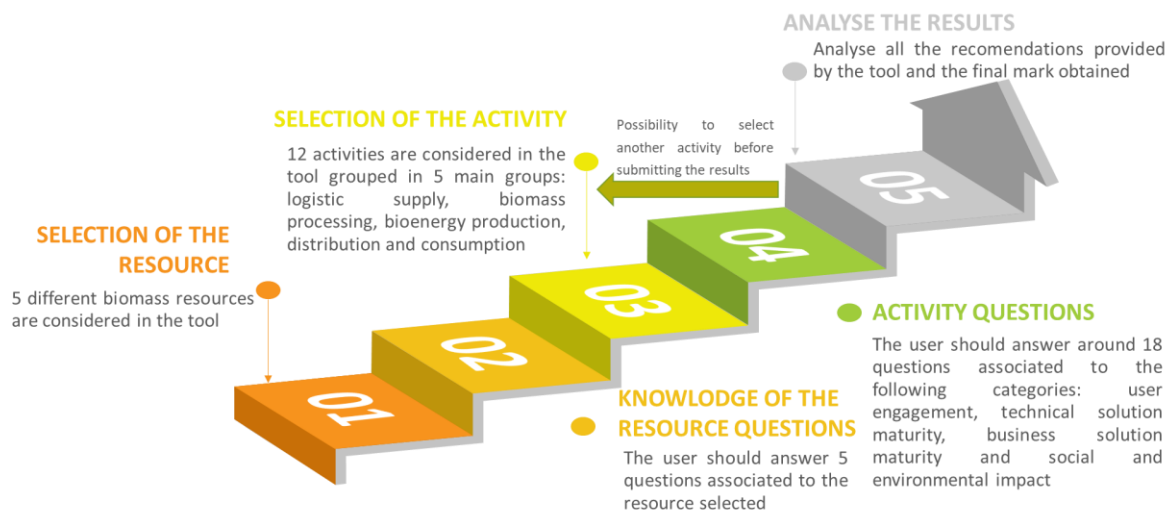 ANALYSE THE RESULTS
Analyse all the recomendations provided
by the tool and the final mark obtained
SELECTION OF THE ACTIVITY
12 activities are considered in the
tool grouped in 5 main groups:
logistic supply, biomass
processing, bioenergy production,
distribution and consumption
Possibility to select
another activity before
submitting the results
SELECTION OF THE
RESOURCE
5 different biomass resources
are considered in the tool
01
02
03
04
05
KNOWLODGE OF THE
RESOURCE QUESTIONS
The user should answer 5
questions associated to the
resource selected
ACTIVITY QUESTIONS
The user should answer around 18
questions associated to the
following categories: user
engagement, technical solution
maturity, business solution
maturity and social and
environmental impact